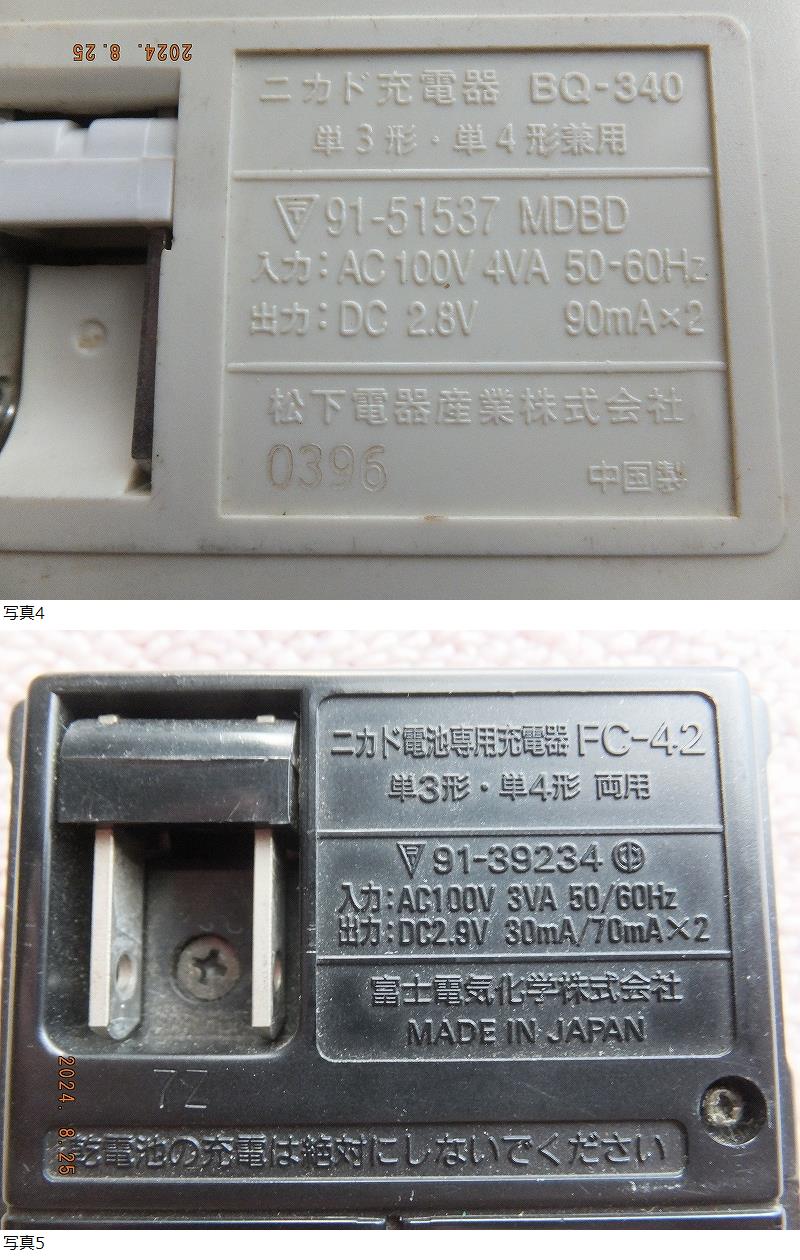 2024. 8.25
ニカド充電器 BQ-340
単3形・単4形兼用
〒 91-51537 MDBD
入力：AC 100V 4VA 50-60Hz
出力：DC 2.8V 90mA×2
松下電器産業株式会社
0396 中国製
写真4
ニカド電池専用充電器 FC-42
単3形・単4形 両用
〒 91-39234
入力：AC100V 3VA 50/60Hz
出力：DC2.9V 30mA/70mA×2
富士電気化学株式会社
MADE IN JAPAN
7Z
2024. 8.25
乾電池の充電は絶対にしないでください
写真5